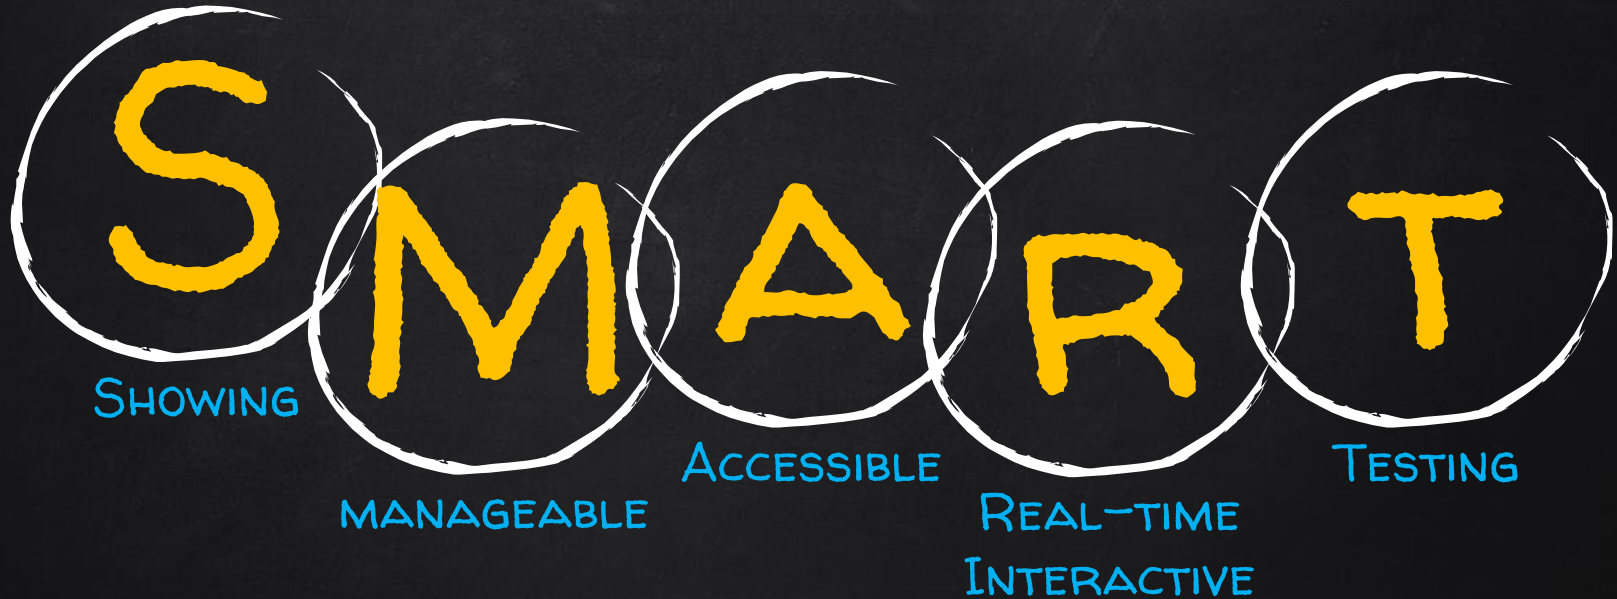 SMART
Showing
manageable
Accessible
Real-time
Interactive
Testing